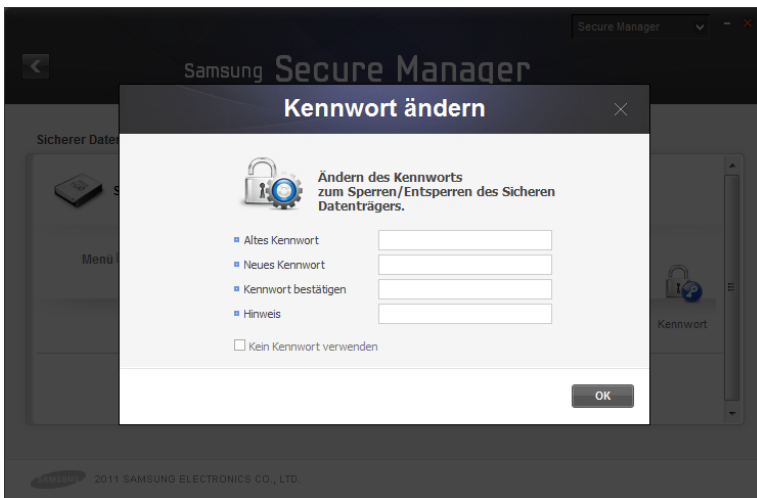 Secure Manager
Samsung Secure Manager
Kennwort ändern
Sicherer Daten
S
Ändern des Kennworts
zum Sperren/Entsperren des Sicheren
Datenträgers.
Altes Kennwort
Neues Kennwort
Kennwort bestätigen
Hinweis
Menü
Kennwort
Kein Kennwort verwenden
OK
SAMSUNG 2011 SAMSUNG ELECTRONICS CO., LTD.